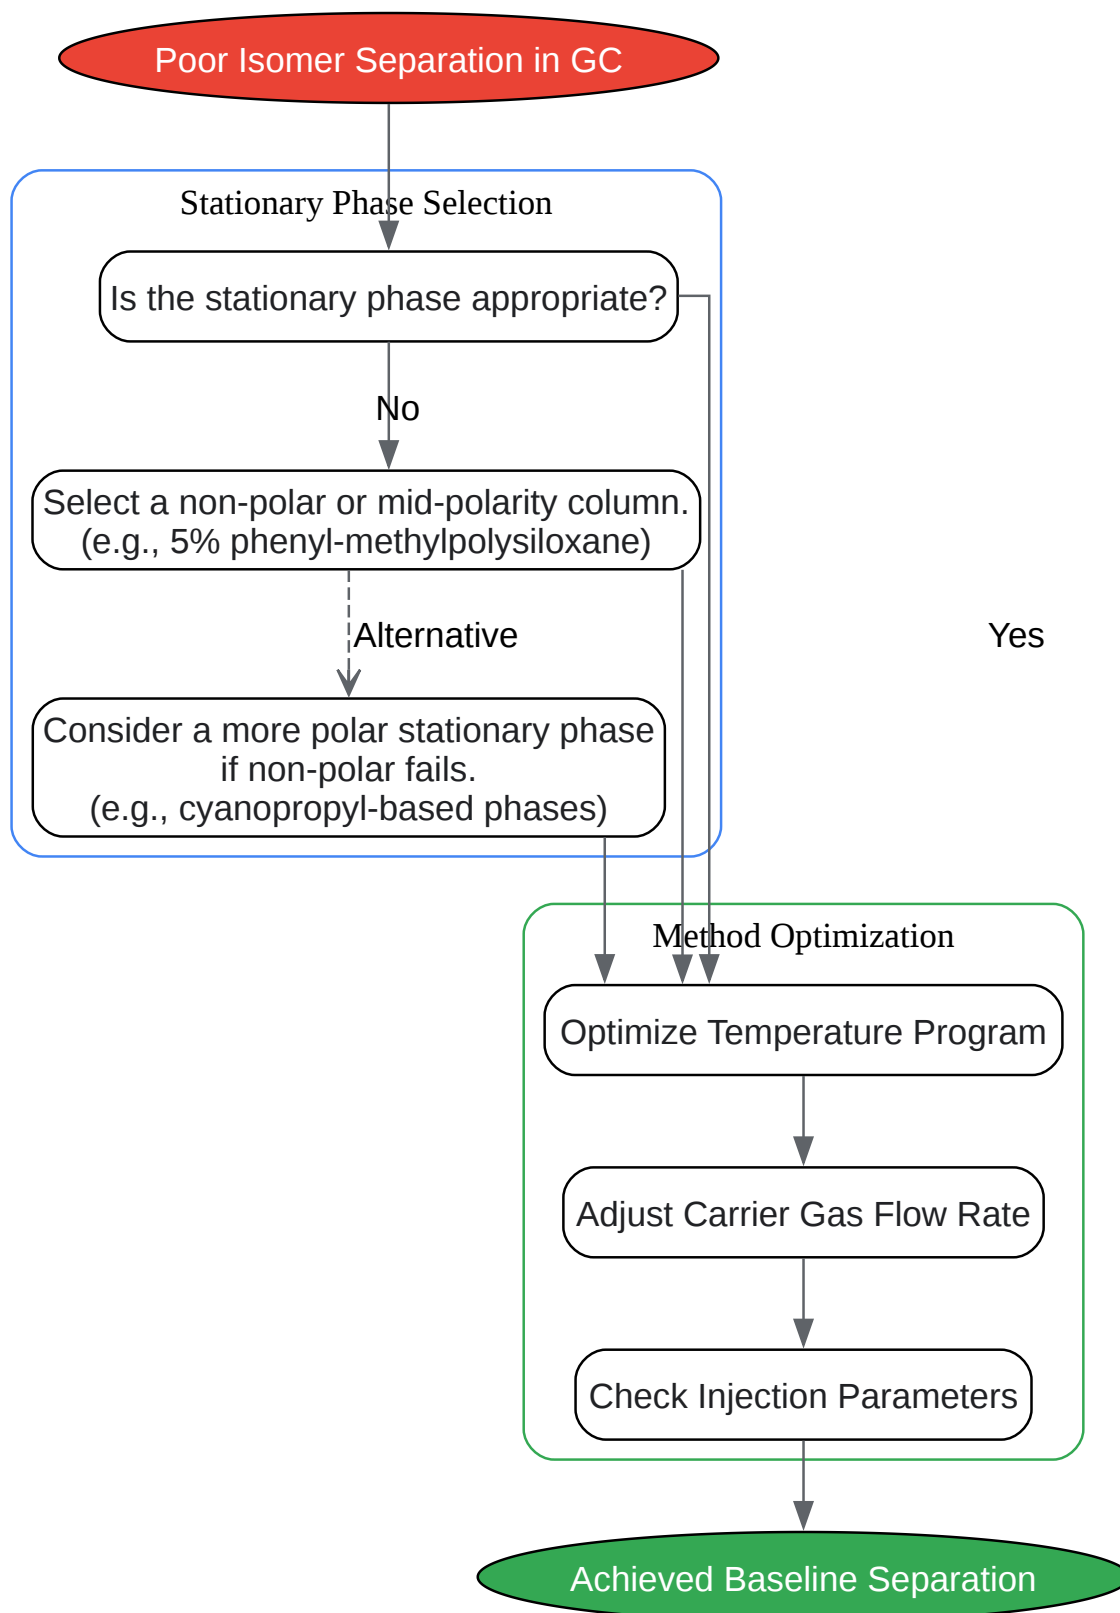 Poor Isomer Separation in GC
Stationary Phase Selection
Is the stationary phase appropriate?
No
Select a non-polar or mid-polarity column.
(e.g., 5% phenyl-methylpolysiloxane)
Alternative
Yes
Consider a more polar stationary phase
if non-polar fails.
(e.g., cyanopropyl-based phases)
Method Optimization
Optimize Temperature Program
Adjust Carrier Gas Flow Rate
Check Injection Parameters
Achieved Baseline Separation